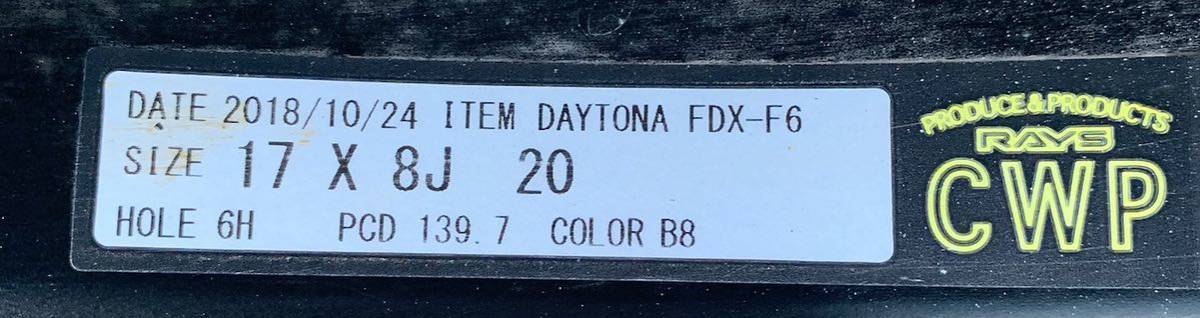 DATE 2018/10/24 ITEM DAYTONA FDX-F6
SIZE 17 X 8J 20
HOLE 6H PCD 139.7 COLOR B8
PRODUCE & PRODUCTS
RAYS
CWP